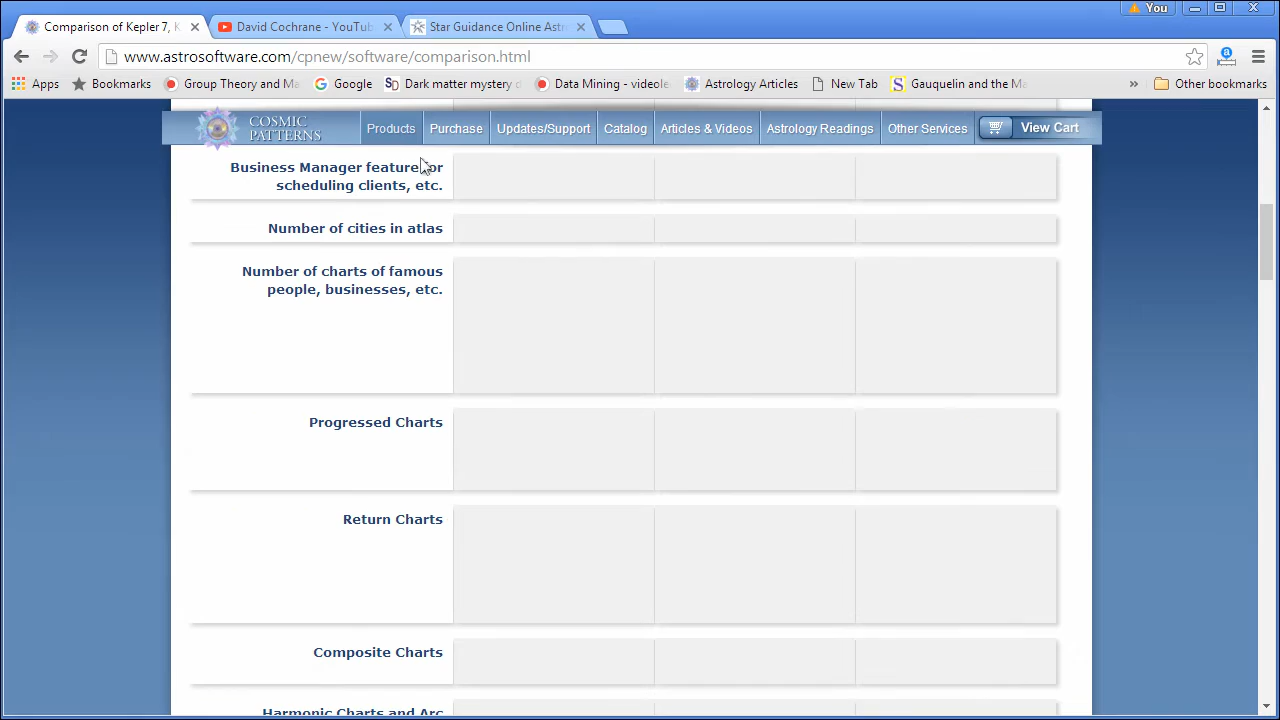 Comparison of Kepler 7, K
David Cochrane - YouTub
Star Guidance Online Astr
You
www.astrosoftware.com/cpnew/software/comparison.html
Apps
Bookmarks
Group Theory and Ma
Google
Dark matter mystery d
Data Mining - videole
Astrology Articles
New Tab
Gauquelin and the Ma
»
Other bookmarks
COSMIC
PATTERNS
Products
Purchase
Updates/Support
Catalog
Articles & Videos
Astrology Readings
Other Services
View Cart
Business Manager feature or
scheduling clients, etc.
Number of cities in atlas
Number of charts of famous
people, businesses, etc.
Progressed Charts
Return Charts
Composite Charts
Harmonic Charts and Arc